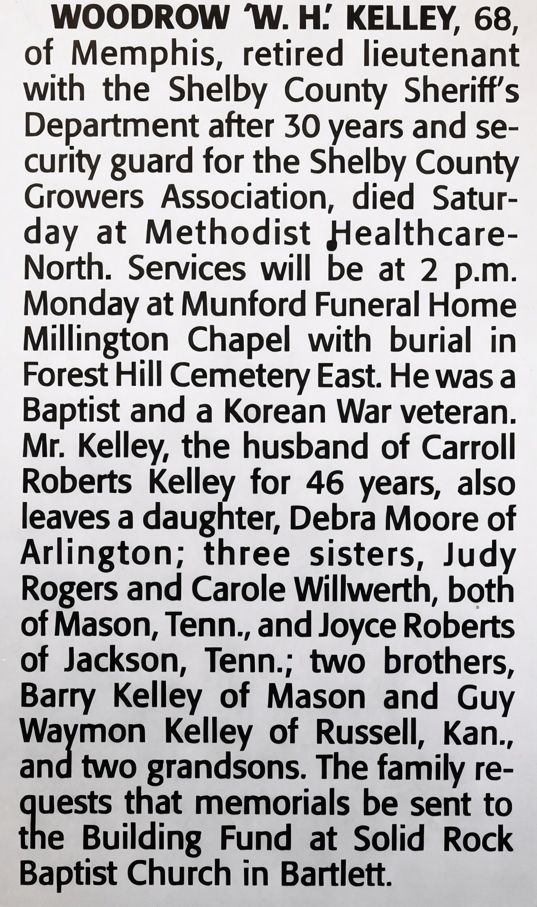 WOODROW 'W. H.' KELLEY, 68,
of Memphis, retired lieutenant
with the Shelby County Sheriff's
Department after 30 years and se-
curity guard for the Shelby County
Growers Association, died Satur-
day at Methodist Healthcare-
North. Services will be at 2 p.m.
Monday at Munford Funeral Home
Millington Chapel with burial in
Forest Hill Cemetery East. He was a
Baptist and a Korean War veteran.
Mr. Kelley, the husband of Carroll
Roberts Kelley for 46 years, also
leaves a daughter, Debra Moore of
Arlington; three sisters, Judy
Rogers and Carole Willwerth, both
of Mason, Tenn., and Joyce Roberts
of Jackson, Tenn.; two brothers,
Barry Kelley of Mason and Guy
Waymon Kelley of Russell, Kan.,
and two grandsons. The family re-
quests that memorials be sent to
the Building Fund at Solid Rock
Baptist Church in Bartlett.